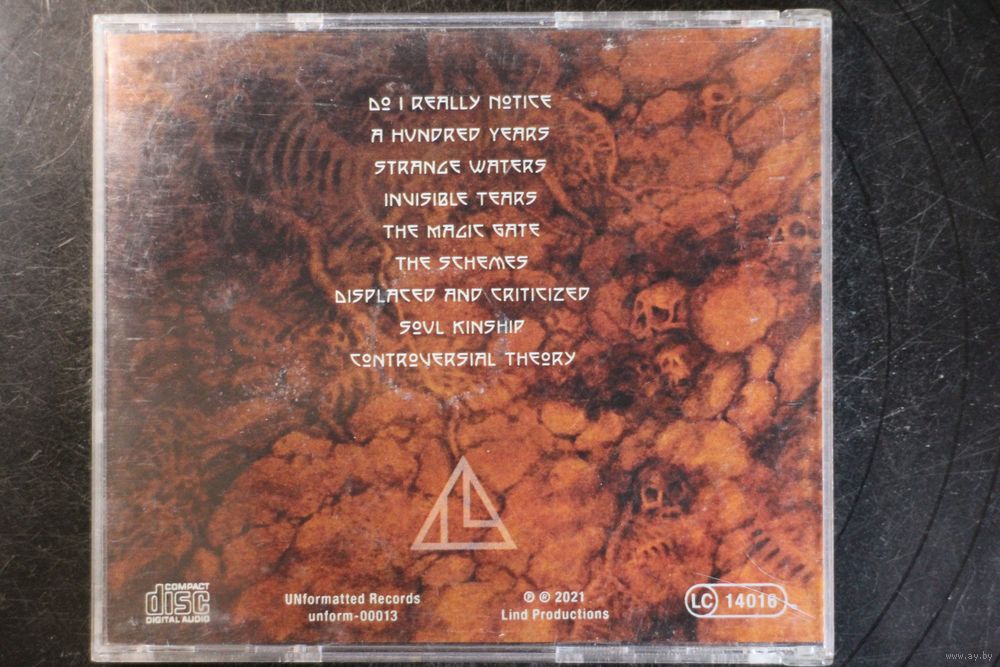 DO I REALLY NOTICE
A HUNDRED YEARS
STRANGE WATERS
INVISIBLE TEARS
THE MAGIC GATE
THE SCHEMES
DISPLACED AND CRITICIZED
SOUL KINSHIP
CONTROVERSIAL THEORY
COMPACT
disc
DIGITAL AUDIO
UNformatted Records
unform-00013
℗ © 2021
Lind Productions
LC 14016
www.ay.by